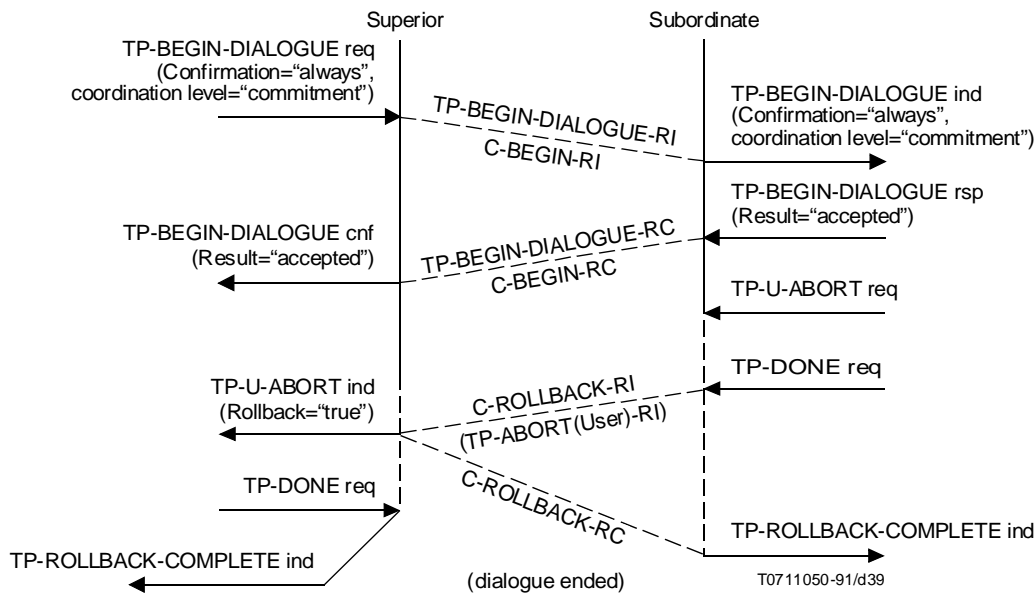 Superior
Subordinate
TP-BEGIN-DIALOGUE req
(Confirmation=“always”,
coordination level=“commitment”)
TP-BEGIN-DIALOGUE-RI
C-BEGIN-RI
TP-BEGIN-DIALOGUE ind
(Confirmation=“always”,
coordination level=“commitment”)
TP-BEGIN-DIALOGUE rsp
(Result=“accepted”)
TP-BEGIN-DIALOGUE cnf
(Result=“accepted”)
TP-BEGIN-DIALOGUE-RC
C-BEGIN-RC
TP-U-ABORT req
TP-DONE req
TP-U-ABORT ind
(Rollback=“true”)
C-ROLLBACK-RI
(TP-ABORT(User)-RI)
C-ROLLBACK-RC
TP-DONE req
TP-ROLLBACK-COMPLETE ind
TP-ROLLBACK-COMPLETE ind
(dialogue ended)
T0711050-91/d39